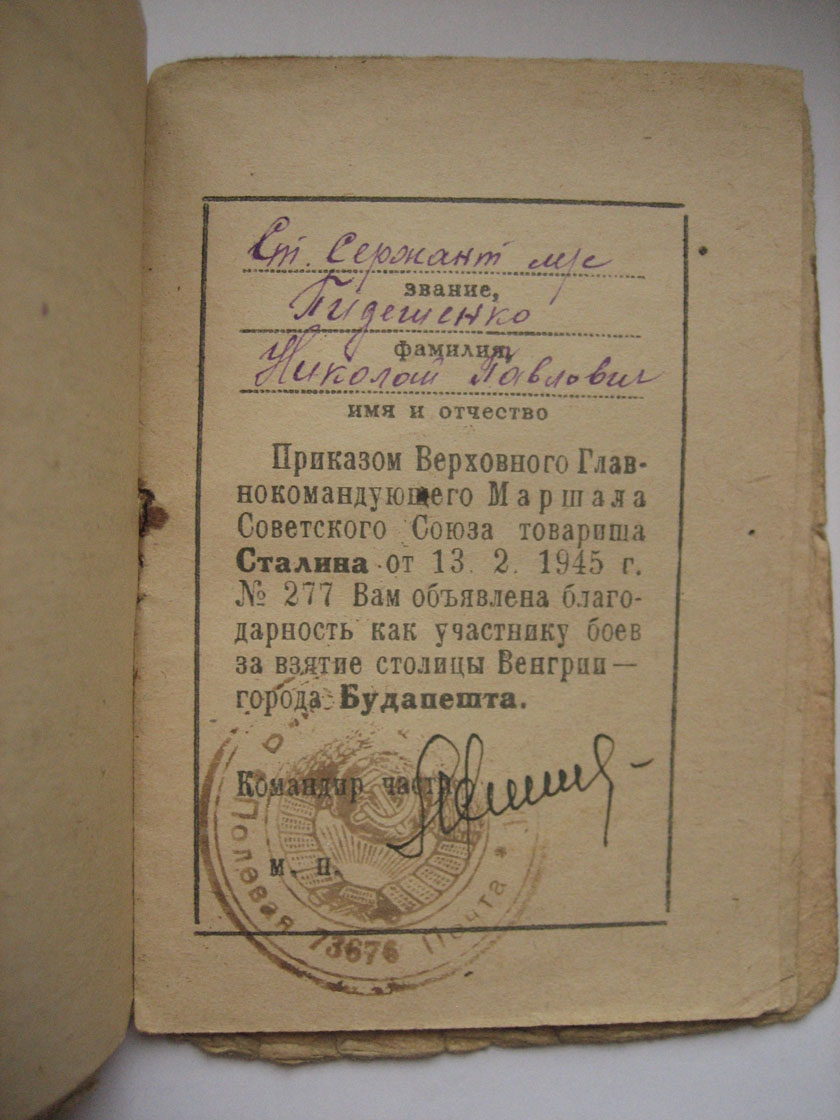 Ст. Сержант м/с
звание,
Гидешенко
фамилия,
Николай Павлович
имя и отчество
Приказом Верховного Глав-
нокомандующего Маршала
Советского Союза товарища
Сталина от 13. 2. 1945 г.
№ 277 Вам объявлена благо-
дарность как участнику боев
за взятие столицы Венгрии—
города Будапешта.
Командир части
м. п.
Полевая 73676 Почта *